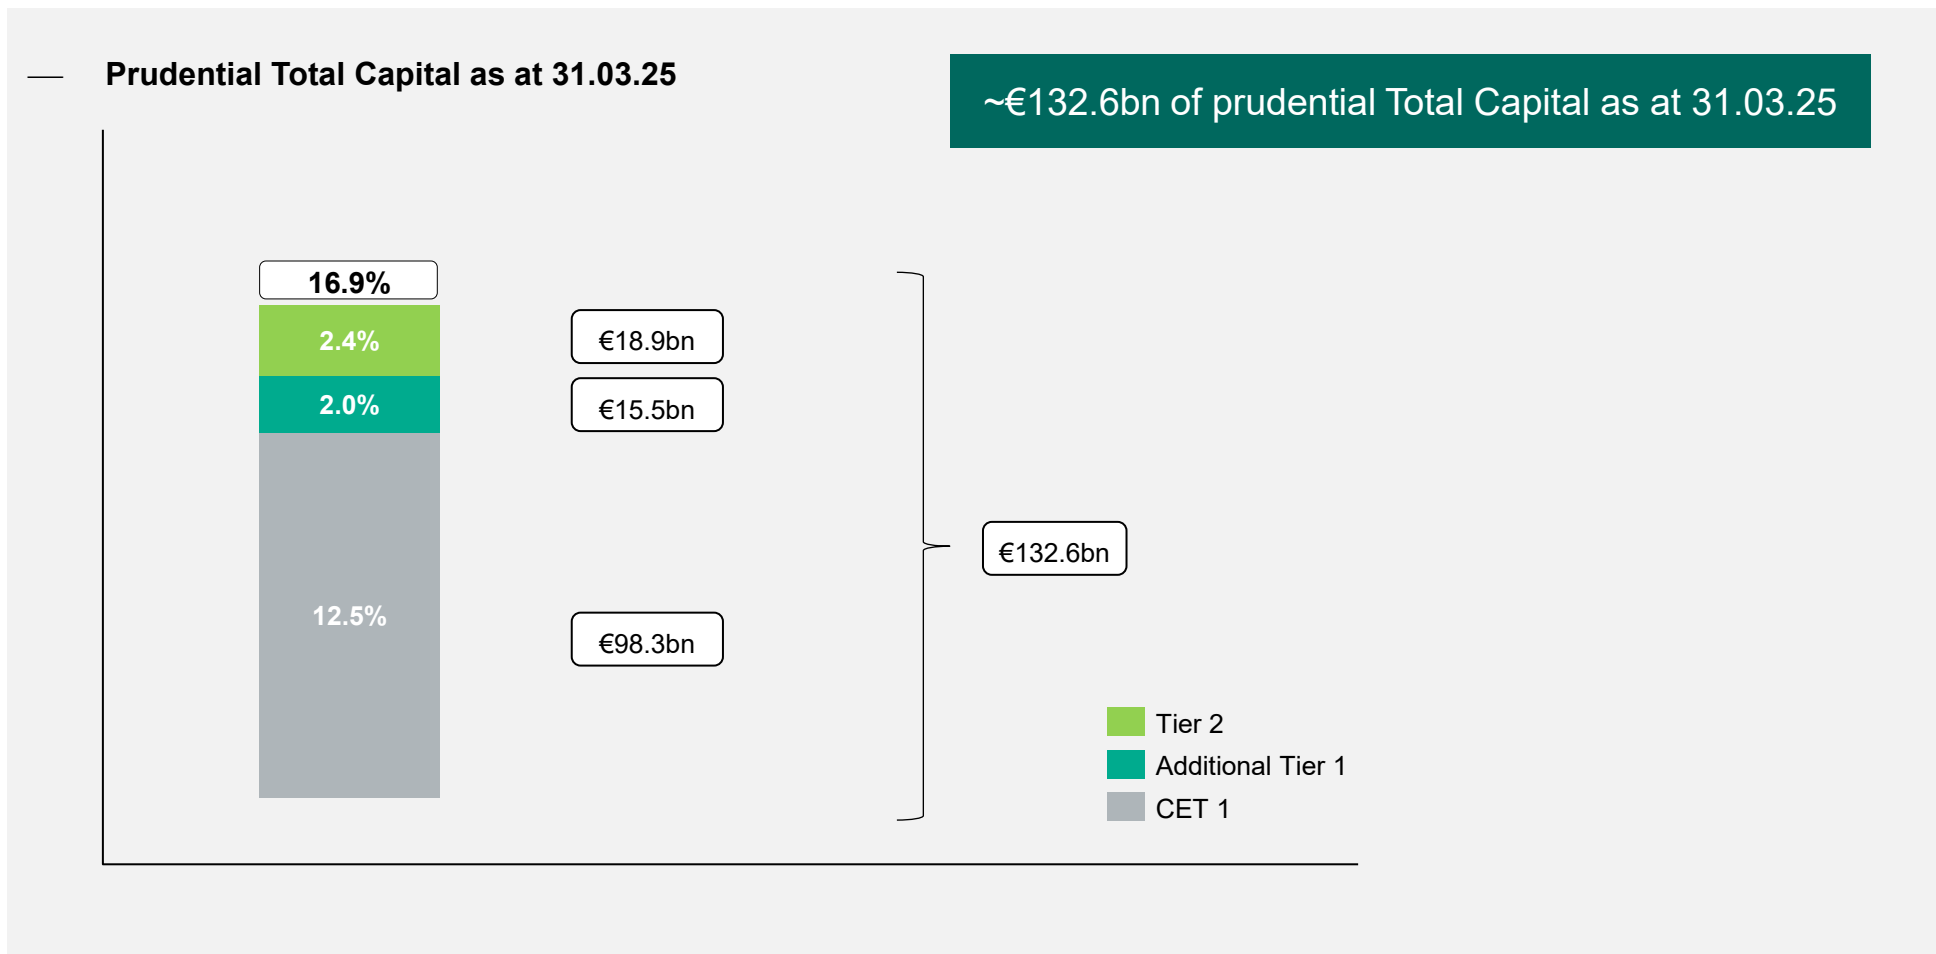 Prudential Total Capital as at 31.03.25
~€132.6bn of prudential Total Capital as at 31.03.25
16.9%
2.4%
€18.9bn
2.0%
€15.5bn
€132.6bn
12.5%
€98.3bn
Tier 2
Additional Tier 1
CET 1